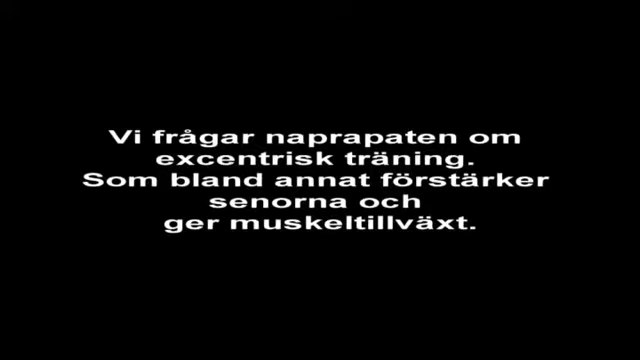 Vi frågar naprapaten om
excentrisk träning.
Som bland annat förstärker
senorna och
ger muskeltillväxt.